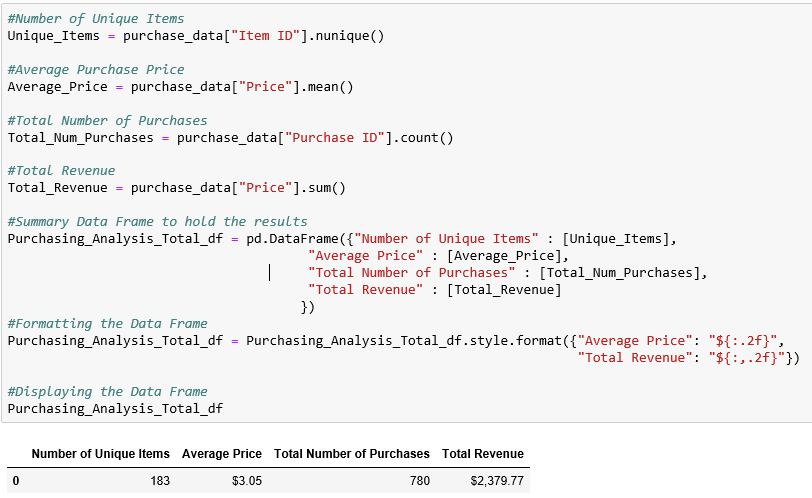 #Number of Unique Items
Unique_Items = purchase_data["Item ID"].nunique()
#Average Purchase Price
Average_Price = purchase_data["Price"].mean()
#Total Number of Purchases
Total_Num_Purchases = purchase_data["Purchase ID"].count()
#Total Revenue
Total_Revenue = purchase_data["Price"].sum()
#Summary Data Frame to hold the results
Purchasing_Analysis_Total_df = pd.DataFrame({"Number of Unique Items" : [Unique_Items],
"Average Price" : [Average_Price],
"Total Number of Purchases" : [Total_Num_Purchases],
"Total Revenue" : [Total_Revenue]
})
#Formatting the Data Frame
Purchasing_Analysis_Total_df = Purchasing_Analysis_Total_df.style.format({"Average Price": "${:.2f}",
"Total Revenue": "${:,.2f}"})
#Displaying the Data Frame
Purchasing_Analysis_Total_df
Number of Unique Items Average Price Total Number of Purchases Total Revenue
0 183 $3.05 780 $2,379.77